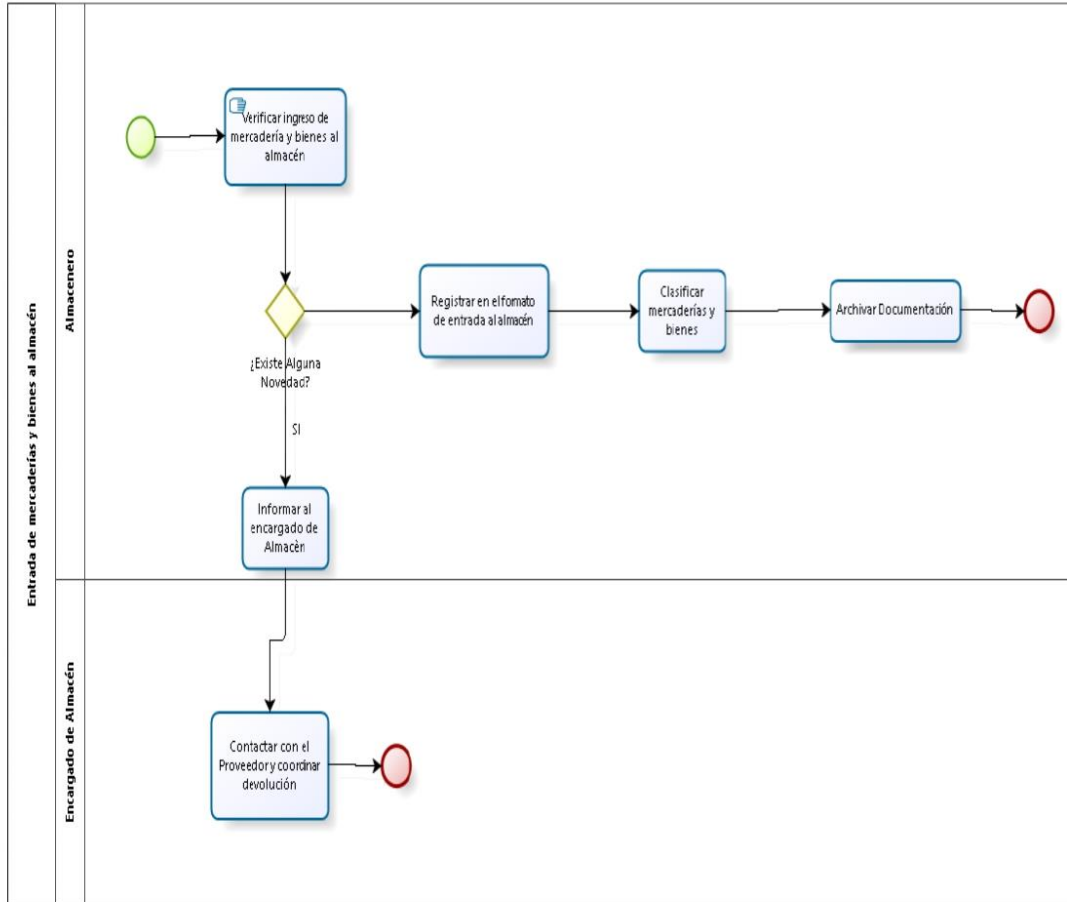 Entrada de mercaderías y bienes al almacén
Almacenero
Verificar ingreso de
mercadería y bienes al
almacén
¿Existe Alguna
Novedad?
SI
Registrar en el fomato
de entrada al almacén
Clasificar
mercaderías y
bienes
Archivar Documentación
Informar al
encargado de
Almacèn
Encargado de Almacén
Contactar con el
Proveedor y coordinar
devolución